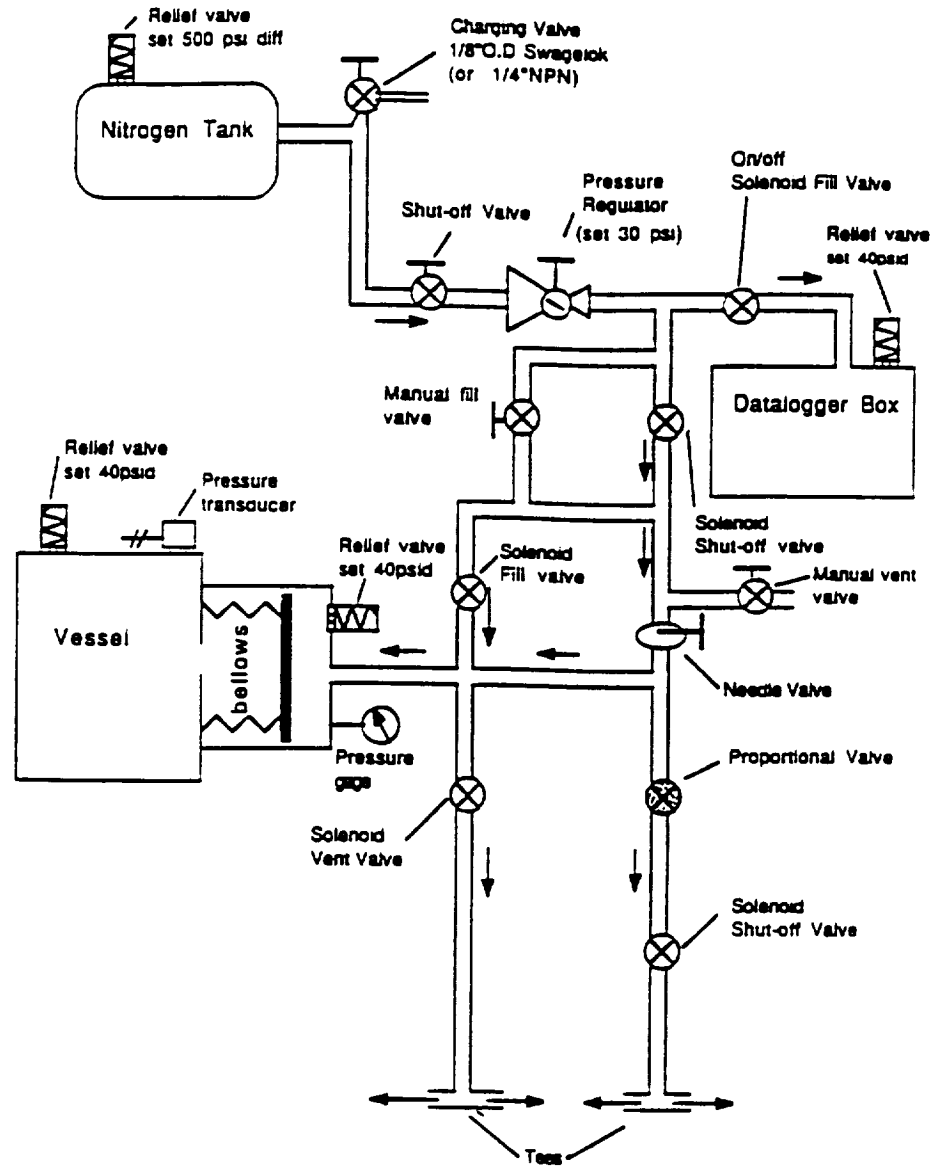 Relief valve
set 500 psi diff
Charging Valve
1/8"O.D Swagelok
(or 1/4"NPN)
Nitrogen Tank
On/off
Solenoid Fill Valve
Pressure
Regulator
(set 30 psi)
Shut-off Valve
Relief valve
set 40psid
Manual fill
valve
Datalogger Box
Relief valve
set 40psid
Pressure
transducer
Solenoid
Shut-off valve
Relief valve
set 40psid
Solenoid
Fill valve
Manual vent
valve
Vessel
bellows
Needle Valve
Pressure
gage
Proportional Valve
Solenoid
Vent Valve
Solenoid
Shut-off Valve
Tees